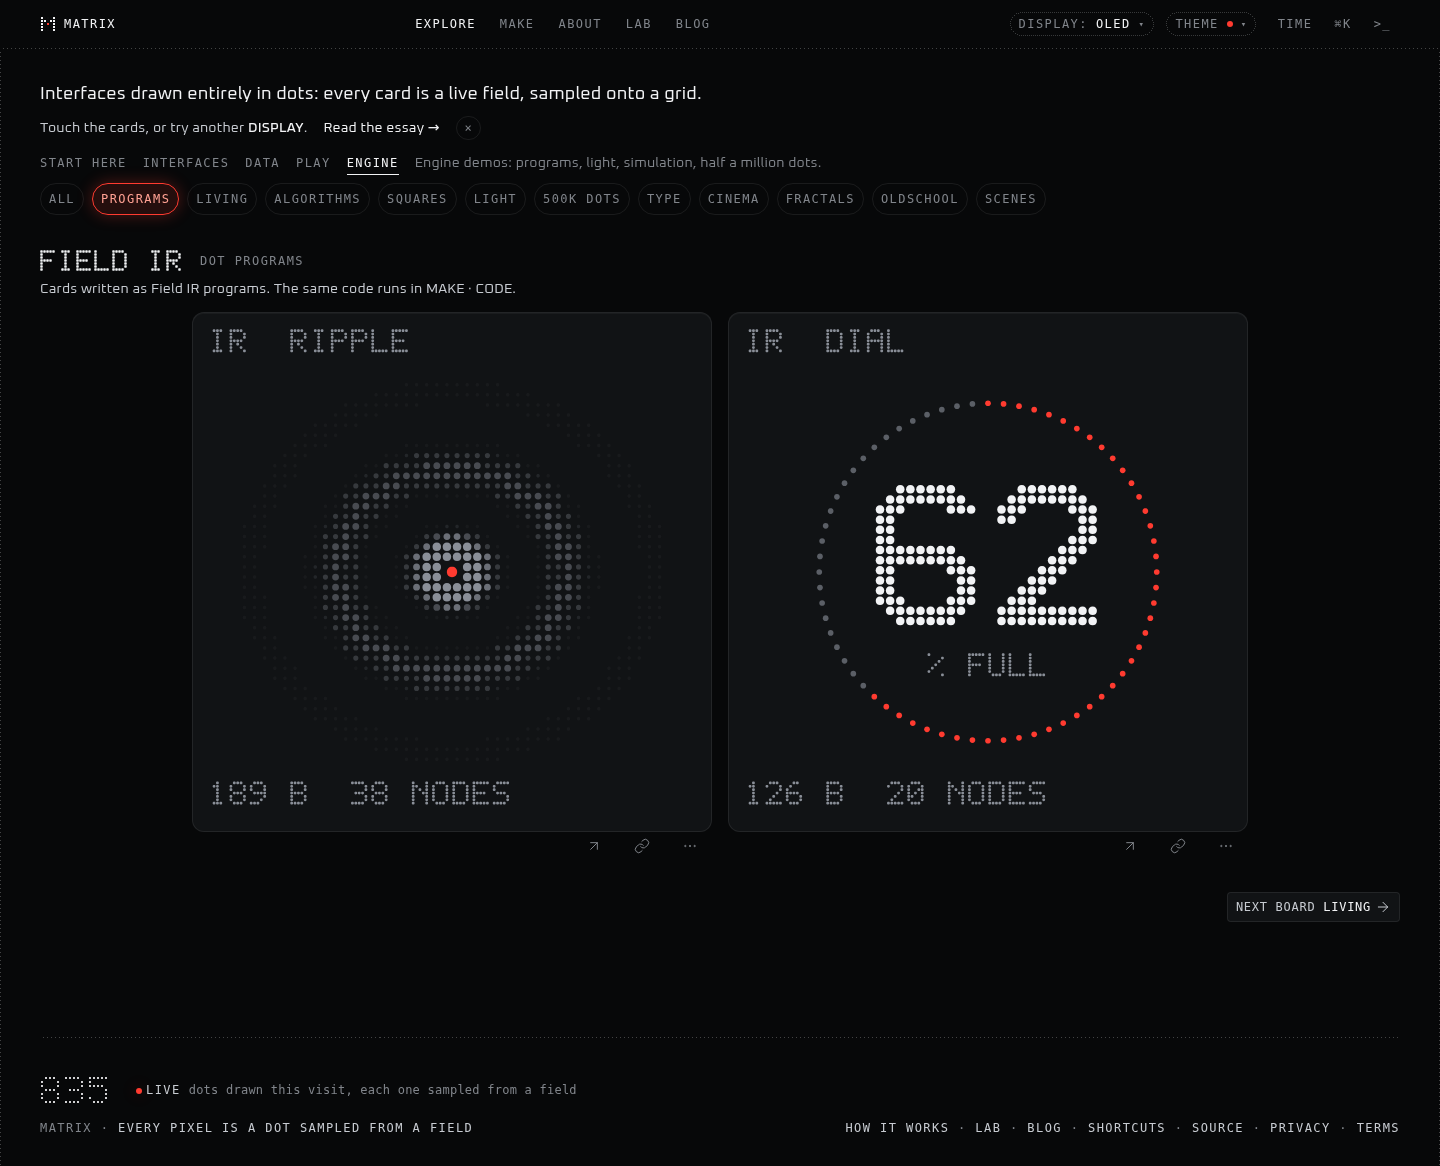 MATRIX EXPLORE MAKE ABOUT LAB BLOG DISPLAY: OLED ▾ THEME ● ▾ TIME ⌘K >_
Interfaces drawn entirely in dots: every card is a live field, sampled onto a grid.
Touch the cards, or try another DISPLAY. Read the essay → ×
START HERE INTERFACES DATA PLAY ENGINE Engine demos: programs, light, simulation, half a million dots.
ALL PROGRAMS LIVING ALGORITHMS SQUARES LIGHT 500K DOTS TYPE CINEMA FRACTALS OLDSCHOOL SCENES
FIELD IR DOT PROGRAMS
Cards written as Field IR programs. The same code runs in MAKE · CODE.
IR RIPPLE
189 B 38 NODES
IR DIAL
62
% FULL
126 B 20 NODES
NEXT BOARD LIVING →
835 ● LIVE dots drawn this visit, each one sampled from a field
MATRIX · EVERY PIXEL IS A DOT SAMPLED FROM A FIELD
HOW IT WORKS · LAB · BLOG · SHORTCUTS · SOURCE · PRIVACY · TERMS